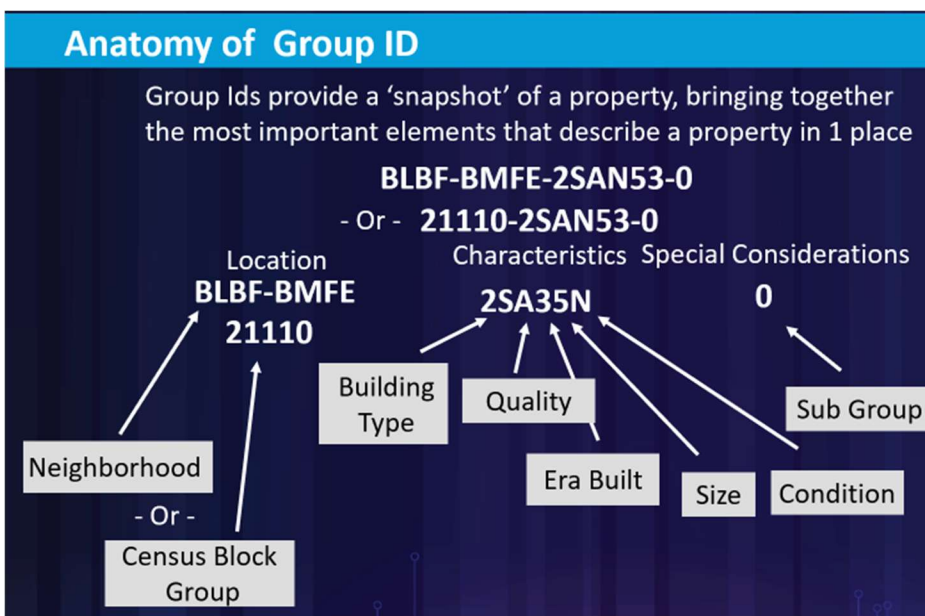 Anatomy of Group ID
Group Ids provide a ‘snapshot’ of a property, bringing together
the most important elements that describe a property in 1 place
BLBF-BMFE-2SAN53-0
- Or - 21110-2SAN53-0
Location
BLBF-BMFE
21110
Characteristics
2SA35N
Special Considerations
0
Building
Type
Quality
Sub Group
Neighborhood
Era Built
Size
Condition
- Or -
Census Block
Group